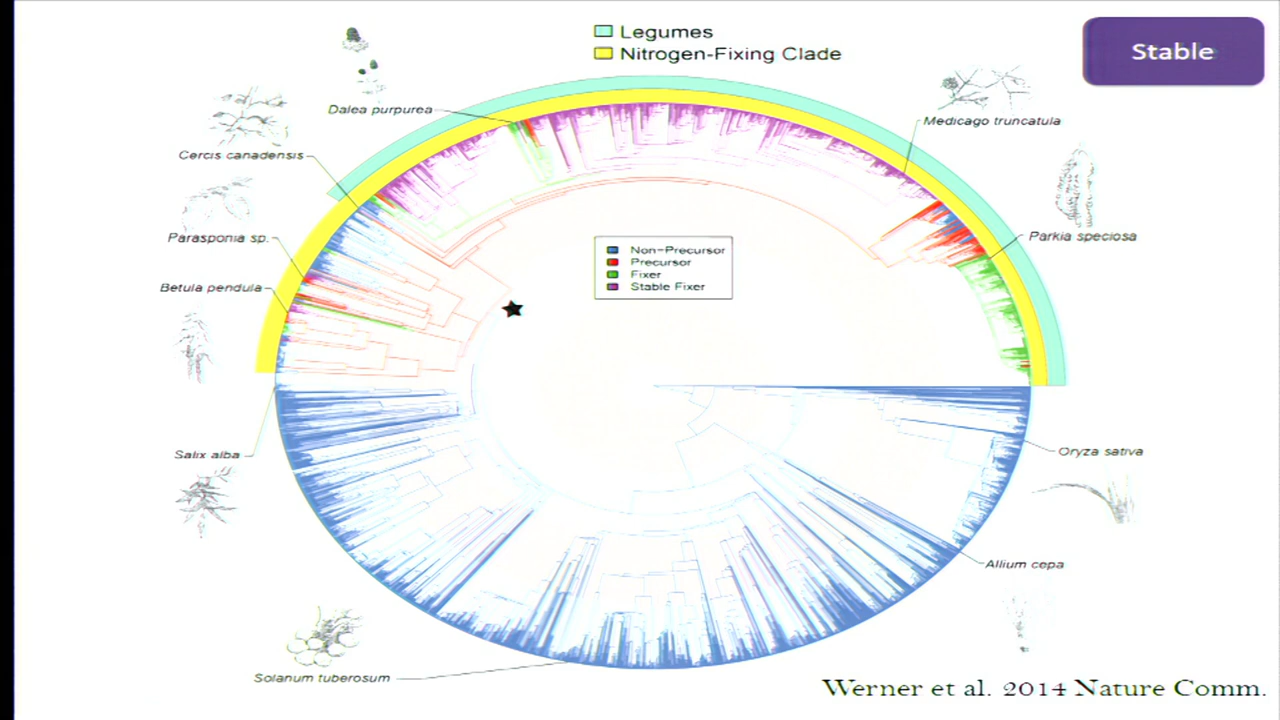 Legumes
Nitrogen-Fixing Clade
Stable
Dalea purpurea
Medicago truncatula
Cercis canadensis
Parasponia sp.
Parkia speciosa
Non-Precursor
Precursor
Fixer
Stable Fixer
Betula pendula
Salix alba
Oryza sativa
Allium cepa
Solanum tuberosum
Werner et al. 2014 Nature Comm.